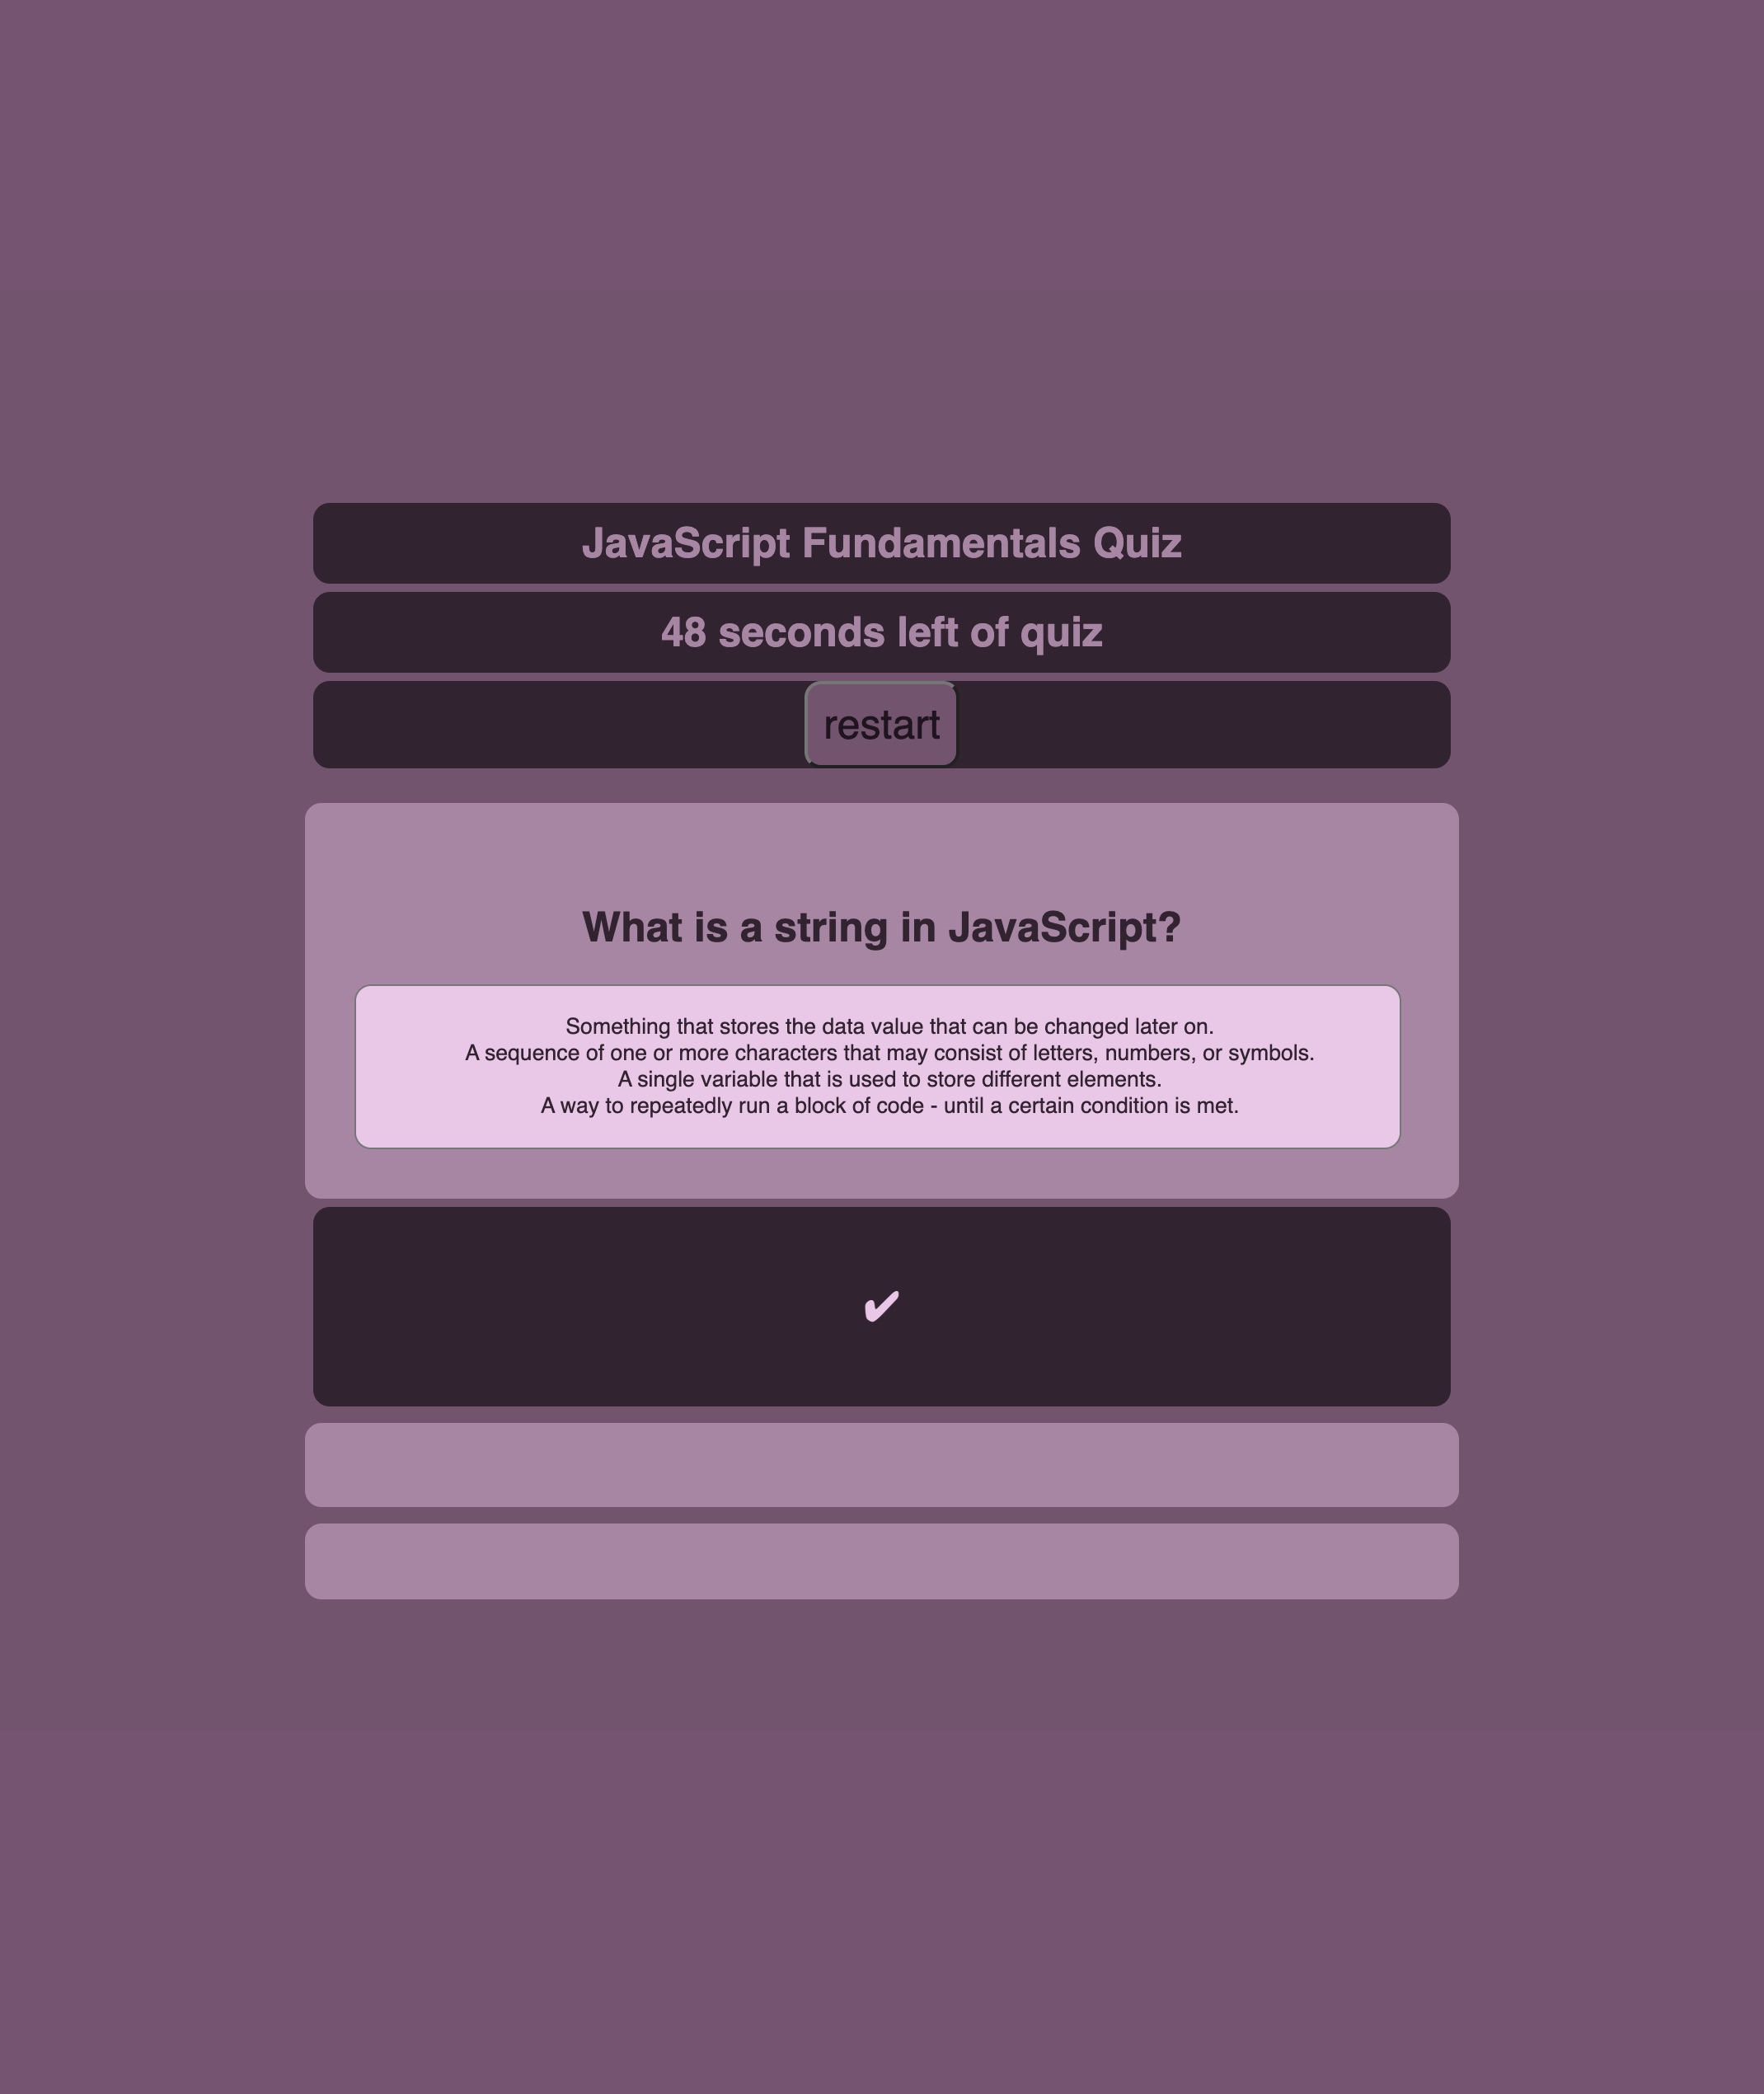 JavaScript Fundamentals Quiz
48 seconds left of quiz
restart
What is a string in JavaScript?
Something that stores the data value that can be changed later on.
A sequence of one or more characters that may consist of letters, numbers, or symbols.
A single variable that is used to store different elements.
A way to repeatedly run a block of code - until a certain condition is met.
✔